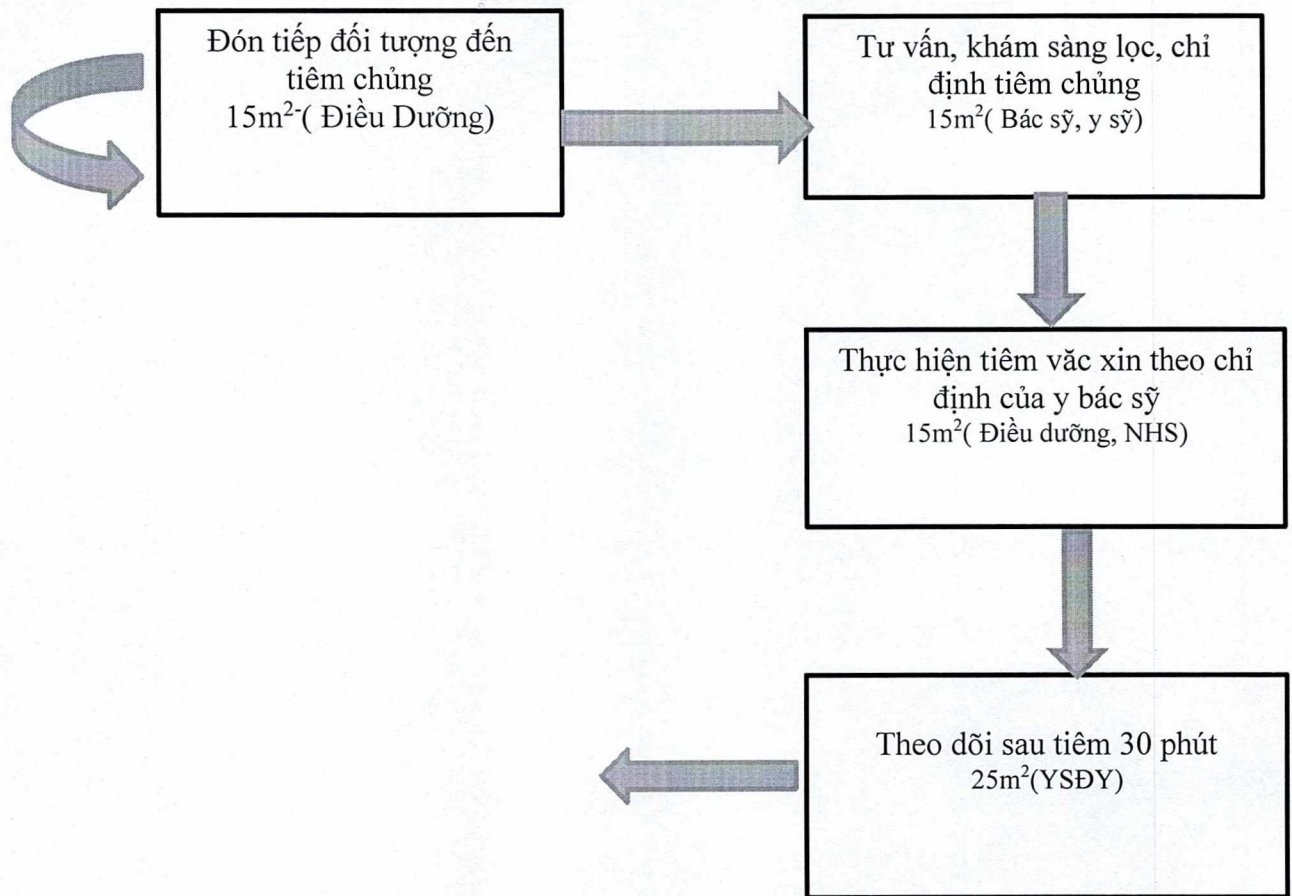 Đón tiếp đối tượng đến
tiêm chủng
15m²-( Điều Dưỡng)
Tư vấn, khám sàng lọc, chỉ
định tiêm chủng
15m²( Bác sỹ, y sỹ)
Thực hiện tiêm văc xin theo chỉ
định của y bác sỹ
15m²( Điều dưỡng, NHS)
Theo dõi sau tiêm 30 phút
25m²(YSĐY)